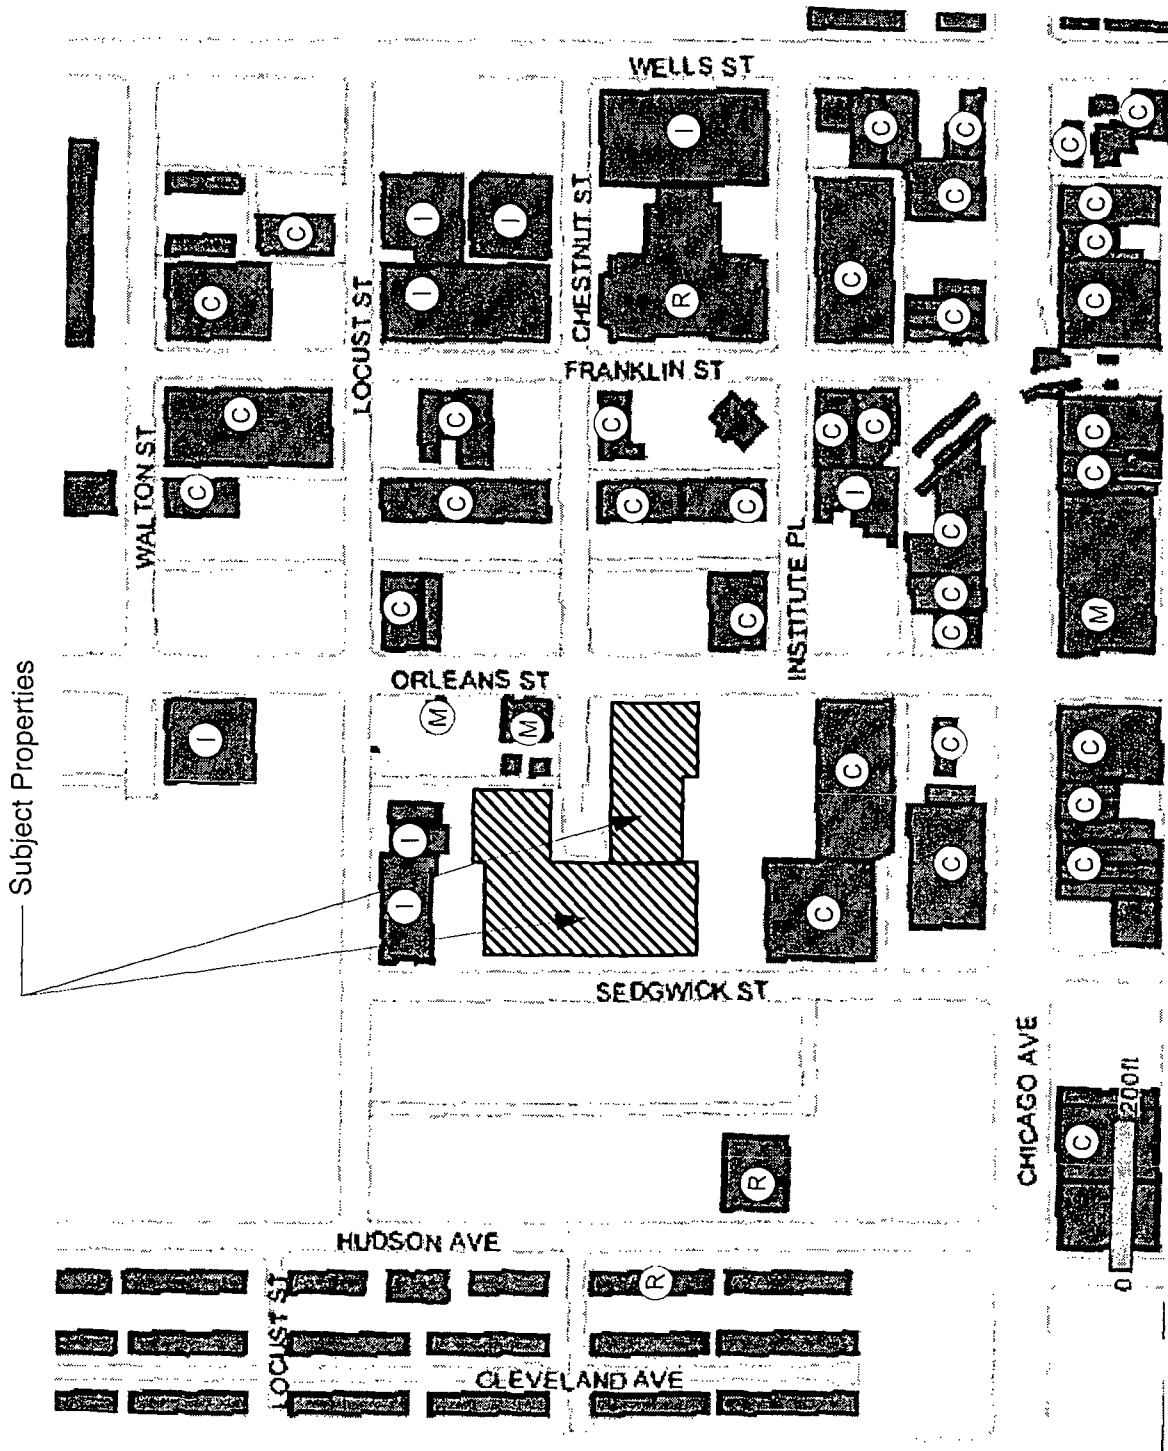 WELLS ST
I
C
C
C
C
CHESTNUT ST
C
I
I
C
C
C
LOCUST ST
C
I
R
C
C
C
FRANKLIN ST
C
C
C
C
C
C
WALTON ST
C
C
C
C
I
C
C
INSTITUTE PL
C
C
C
C
M
Subject Properties
ORLEANS ST
I
M
M
C
C
C
I
C
C
C
I
C
SEDGWICK ST
CHICAGO AVE
C
R
0 200ft
HUDSON AVE
R
LOCUST ST
CLEVELAND AVE